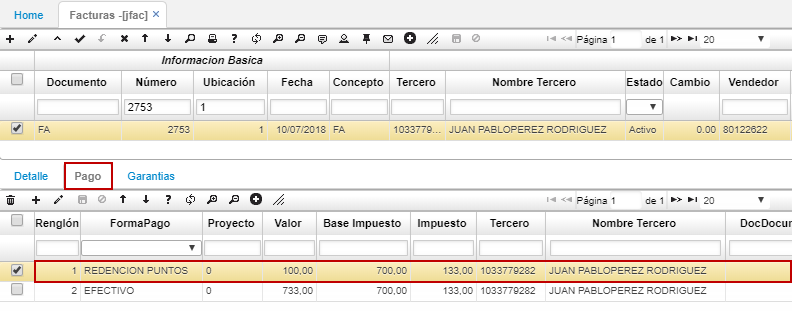 Home Facturas -[jfac] ×
Página 1 de 1 20
Informacion Basica
Documento Número Ubicación Fecha Concepto Tercero Nombre Tercero Estado Cambio Vendedor
2753 1
FA 2753 1 10/07/2018 FA 1033779... JUAN PABLOPEREZ RODRIGUEZ Activo 0.00 80122622
Detalle Pago Garantias
Página 1 de 1 20
Renglón FormaPago Proyecto Valor Base Impuesto Impuesto Tercero Nombre Tercero DocDocum
1 REDENCION PUNTOS 0 100,00 700,00 133,00 1033779282 JUAN PABLOPEREZ RODRIGUEZ
2 EFECTIVO 0 733,00 700,00 133,00 1033779282 JUAN PABLOPEREZ RODRIGUEZ